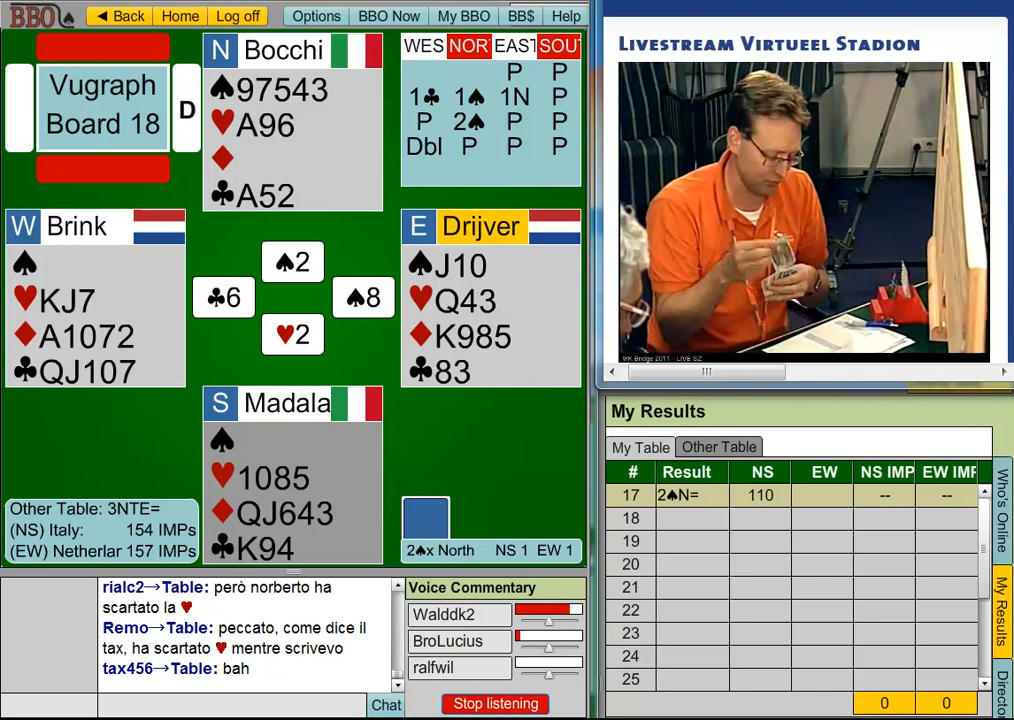 BBO ◄ Back Home Log off Options BBO Now My BBO BB$ Help
Vugraph
Board 18
D
N Bocchi
♠97543
♥A96
♦
♣A52
WES NOR EAST SOUT
P P
1♣ 1♠ 1N P
P 2♠ P P
Dbl P P P
W Brink
♠
♥KJ7
♦A1072
♣QJ107
♠2
♣6
♠8
♥2
E Drijver
♠J10
♥Q43
♦K985
♣83
S Madala
♠
♥1085
♦QJ643
♣K94
Other Table: 3NTE=
(NS) Italy: 154 IMPs
(EW) Netherlar 157 IMPs
2♠x North NS 1 EW 1
rialc2→Table: però norberto ha
scartato la ♥
Remo→Table: peccato, come dice il
tax, ha scartato ♥ mentre scrivevo
tax456→Table: bah
Chat
Voice Commentary
Walddk2
BroLucius
ralfwil
Stop listening
Livestream Virtueel Stadion
WK Bridge 2011 - LIVE SZ
My Results
My Table Other Table
# Result NS EW NS IMP EW IMF
17 2♠N= 110 -- --
18
19
20
21
22
23
24
25
0 0
Who's Online
My Results
Director